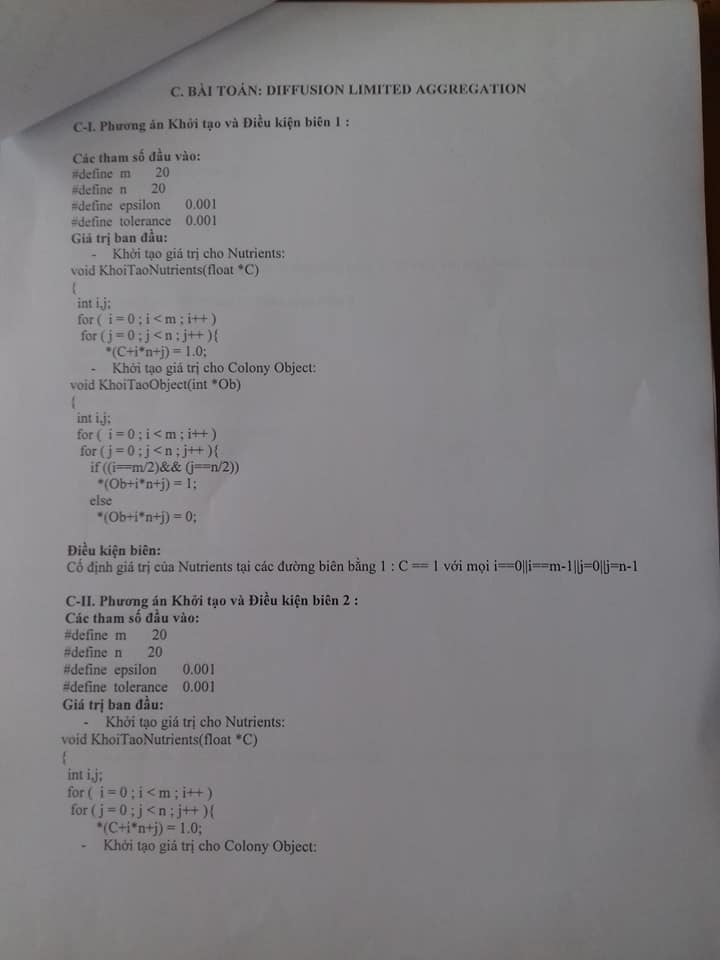 C. BÀI TOÁN: DIFFUSION LIMITED AGGREGATION
C-I. Phương án Khởi tạo và Điều kiện biên 1 :
Các tham số đầu vào:
#define m 20
#define n 20
#define epsilon 0.001
#define tolerance 0.001
Giá trị ban đầu:
- Khởi tạo giá trị cho Nutrients:
void KhoiTaoNutrients(float *C)
{
int i,j;
for ( i = 0 ; i < m ; i++ )
for ( j = 0 ; j < n ; j++ ){
*(C+i*n+j) = 1.0;
- Khởi tạo giá trị cho Colony Object:
void KhoiTaoObject(int *Ob)
{
int i,j;
for ( i = 0 ; i < m ; i++ )
for ( j = 0 ; j < n ; j++ ){
if ((i==m/2)&& (j==n/2))
*(Ob+i*n+j) = 1;
else
*(Ob+i*n+j) = 0;
Điều kiện biên:
Cố định giá trị của Nutrients tại các đường biên bằng 1 : C == 1 với mọi i==0||i==m-1||j=0||j=n-1
C-II. Phương án Khởi tạo và Điều kiện biên 2 :
Các tham số đầu vào:
#define m 20
#define n 20
#define epsilon 0.001
#define tolerance 0.001
Giá trị ban đầu:
- Khởi tạo giá trị cho Nutrients:
void KhoiTaoNutrients(float *C)
{
int i,j;
for ( i = 0 ; i < m ; i++ )
for ( j = 0 ; j < n ; j++ ){
*(C+i*n+j) = 1.0;
- Khởi tạo giá trị cho Colony Object: